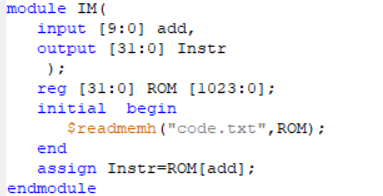 module IM(
input [9:0] add,
output [31:0] Instr
);
reg [31:0] ROM [1023:0];
initial begin
$readmemh("code.txt",ROM);
end
assign Instr=ROM[add];
endmodule